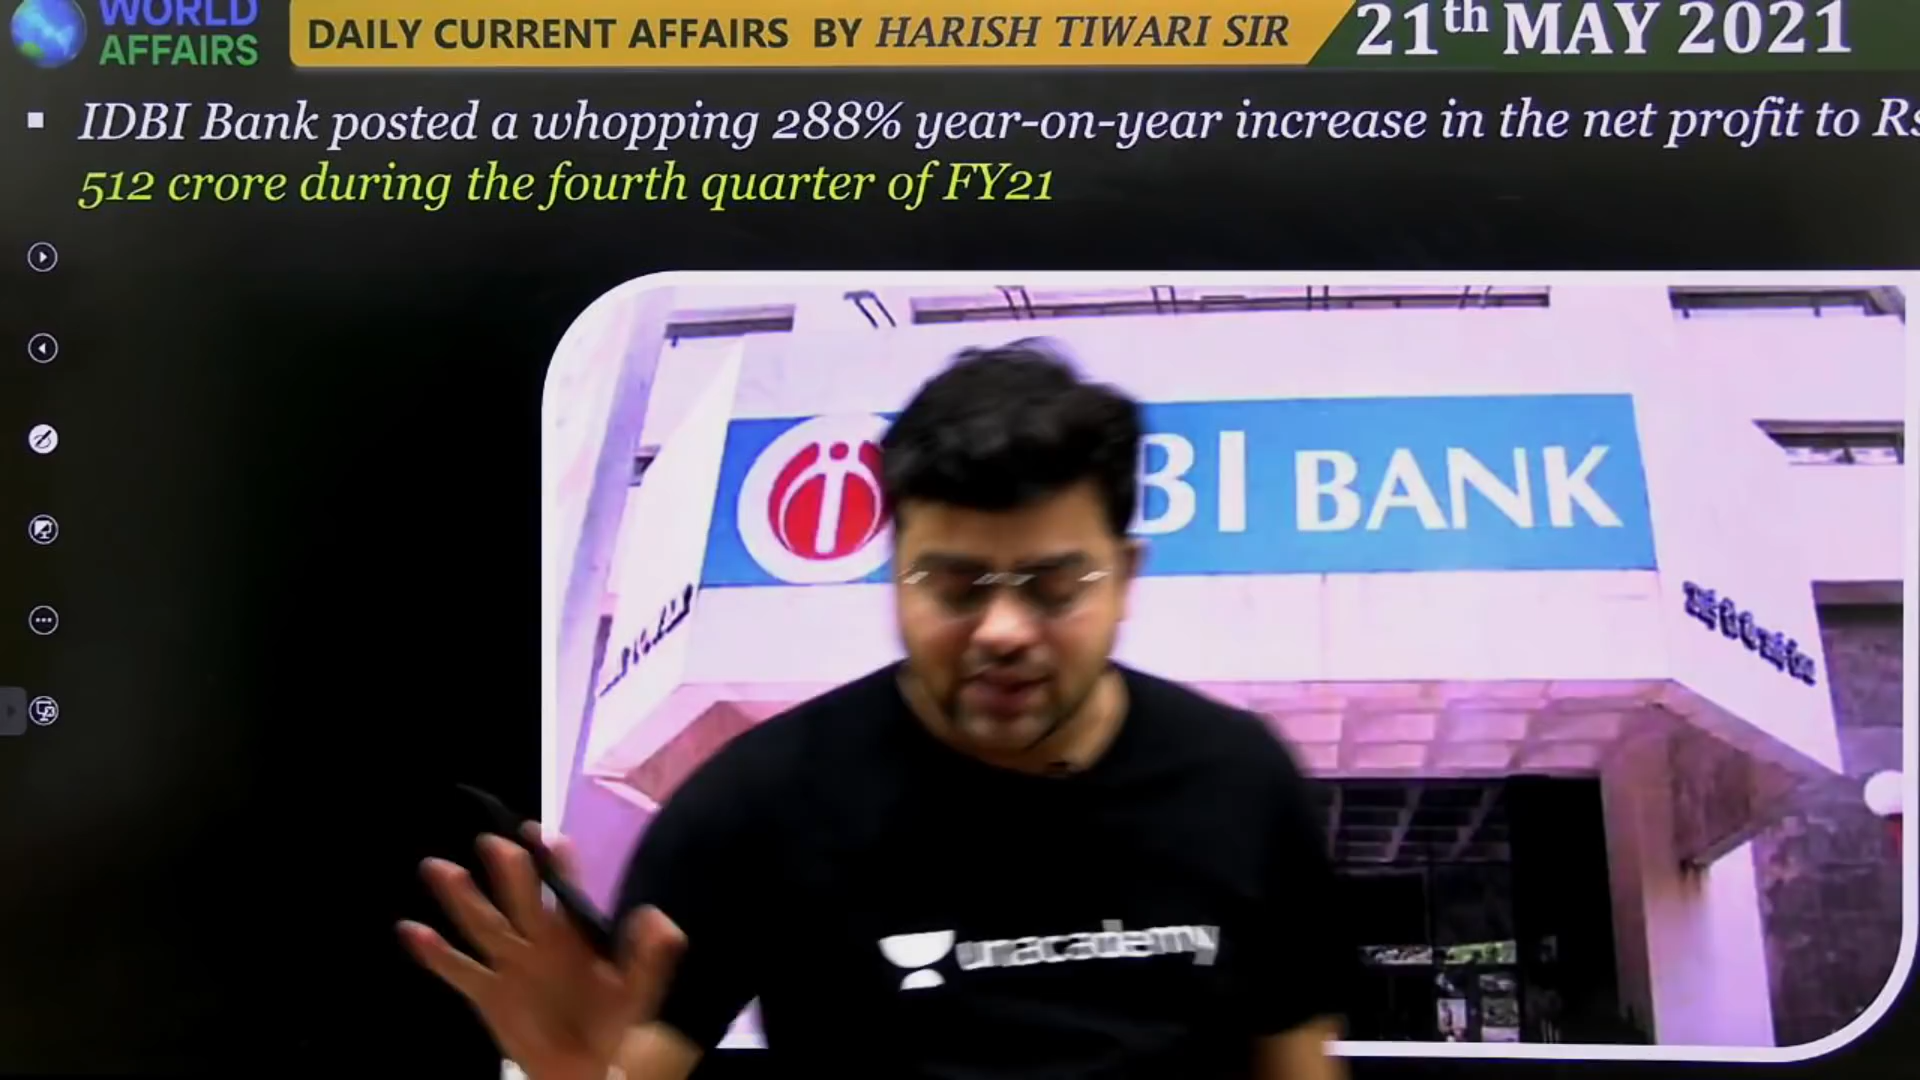 WORLD
AFFAIRS
DAILY CURRENT AFFAIRS BY HARISH TIWARI SIR
21th MAY 2021
IDBI Bank posted a whopping 288% year-on-year increase in the net profit to Rs
512 crore during the fourth quarter of FY21
BI BANK
unacademy